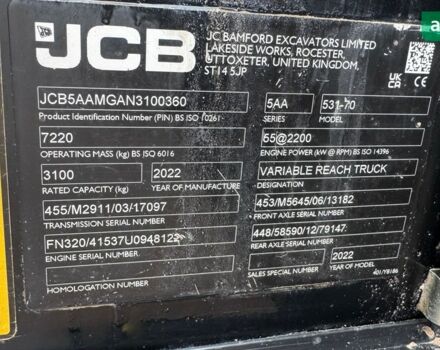 JCB
JC BAMFORD EXCAVATORS LIMITED
LAKESIDE WORKS, ROCESTER,
UTTOXETER, UNITED KINGDOM.
ST14 5JP
UK
CA
CE
a
JCB5AAMGAN3100360
5AA
531-70
Product Identification Number (PIN) BS ISO 10261
SERIES
MODEL
7220
55@2200
OPERATING MASS (kg) BS ISO 6016
ENGINE POWER (kW @ RPM) BS ISO 14396
3100
2022
VARIABLE REACH TRUCK
RATED CAPACITY (kg)
YEAR OF MANUFACTURE
DESIGNATION
455/M2911/03/17097
453/M5645/06/13182
TRANSMISSION SERIAL NUMBER
FRONT AXLE SERIAL NUMBER
FN320/41537U0948122
448/58590/12/79147
ENGINE SERIAL NUMBER
REAR AXLE SERIAL NUMBER
2022
HOMOLOGATION NUMBER
SALES SPECIAL NUMBER
YEAR OF MODEL
401/Y8186